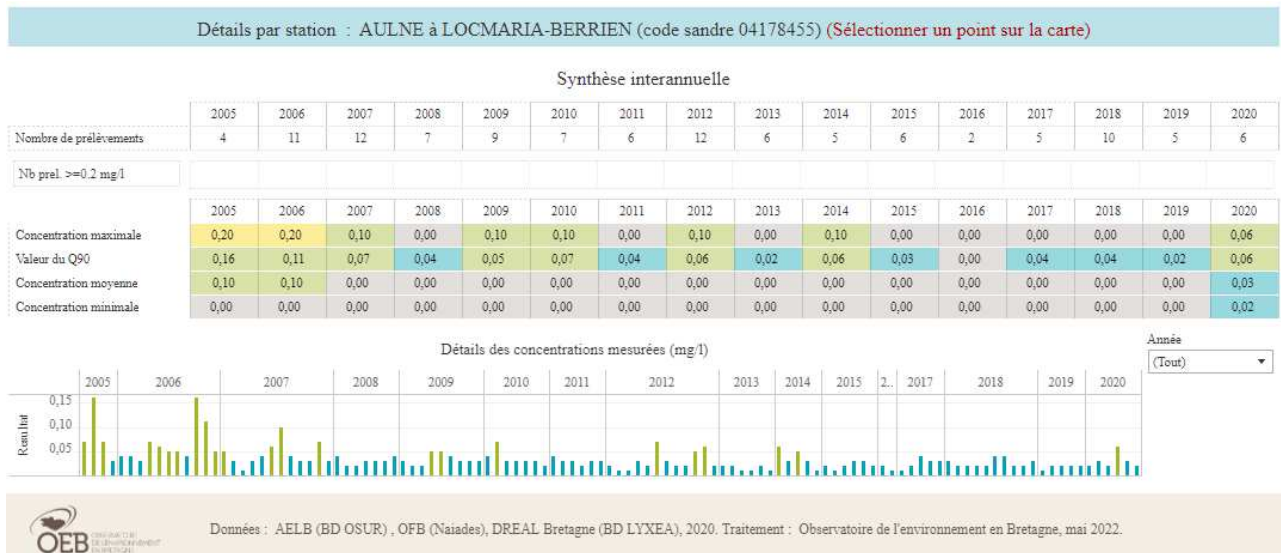 Détails par station : AULNE à LOCMARIA-BERRIEN (code sandre 04178455) (Sélectionner un point sur la carte)
Synthèse interannuelle
2005 2006 2007 2008 2009 2010 2011 2012 2013 2014 2015 2016 2017 2018 2019 2020
Nombre de prélèvements 4 11 12 7 9 7 6 12 6 5 6 2 5 10 5 6
Nb prel. >=0.2 mg/l
2005 2006 2007 2008 2009 2010 2011 2012 2013 2014 2015 2016 2017 2018 2019 2020
Concentration maximale 0,20 0,20 0,10 0,00 0,10 0,10 0,00 0,10 0,00 0,10 0,00 0,00 0,00 0,00 0,00 0,06
Valeur du Q90 0,16 0,11 0,07 0,04 0,05 0,07 0,04 0,06 0,02 0,06 0,03 0,00 0,04 0,04 0,02 0,06
Concentration moyenne 0,10 0,10 0,00 0,00 0,00 0,00 0,00 0,00 0,00 0,00 0,00 0,00 0,00 0,00 0,00 0,03
Concentration minimale 0,00 0,00 0,00 0,00 0,00 0,00 0,00 0,00 0,00 0,00 0,00 0,00 0,00 0,00 0,00 0,02
Détails des concentrations mesurées (mg/l)
Année
(Tout)
2005 2006 2007 2008 2009 2010 2011 2012 2013 2014 2015 2.. 2017 2018 2019 2020
Resultat
0,15
0,10
0,05
OEB
OBSERVATOIRE
DE L'ENVIRONNEMENT
EN BRETAGNE
Données : AELB (BD OSUR) , OFB (Naiades), DREAL Bretagne (BD LYXEA), 2020. Traitement : Observatoire de l'environnement en Bretagne, mai 2022.